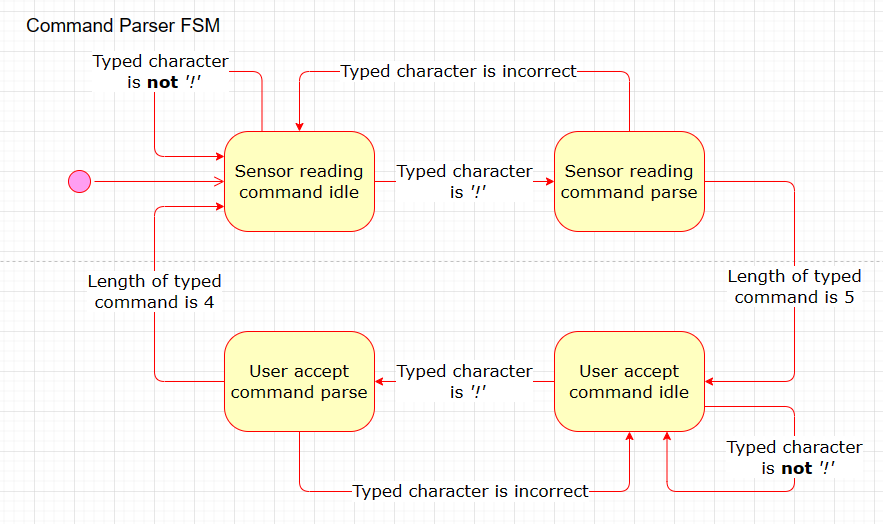 Command Parser FSM
Typed character
is not '!'
Typed character is incorrect
Sensor reading
command idle
Typed character
is '!'
Sensor reading
command parse
Length of typed
command is 4
Length of typed
command is 5
User accept
command parse
Typed character
is '!'
User accept
command idle
Typed character
is not '!'
Typed character is incorrect